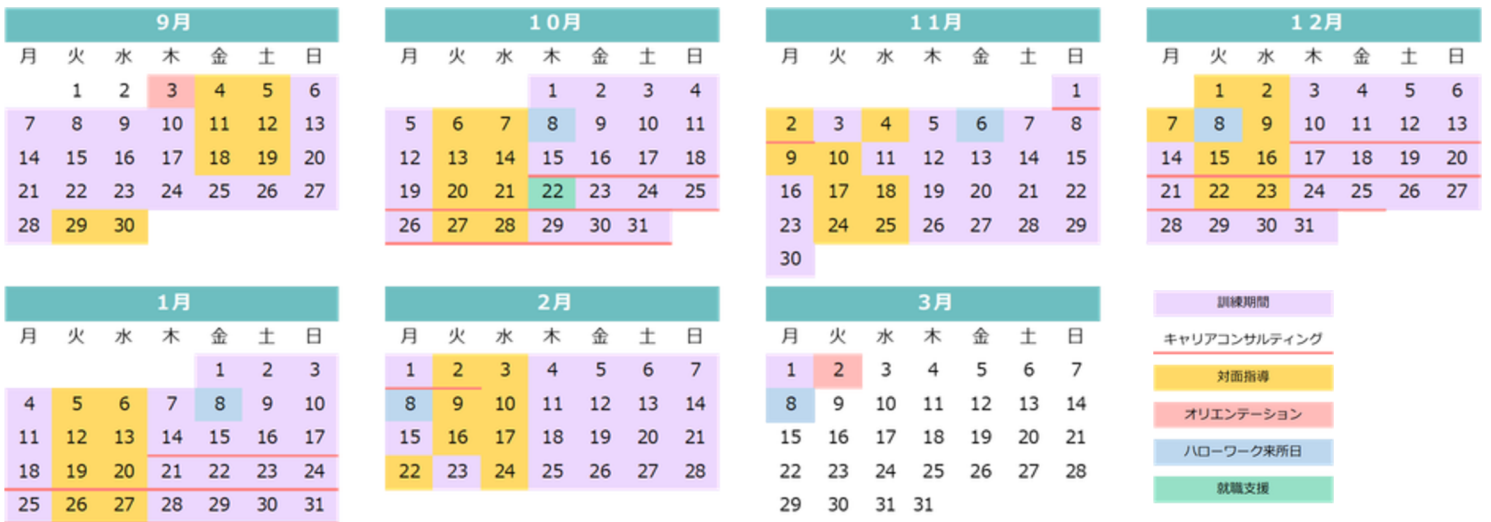 9月
月 火 水 木 金 土 日
1 2 3 4 5 6
7 8 9 10 11 12 13
14 15 16 17 18 19 20
21 22 23 24 25 26 27
28 29 30
10月
月 火 水 木 金 土 日
1 2 3 4
5 6 7 8 9 10 11
12 13 14 15 16 17 18
19 20 21 22 23 24 25
26 27 28 29 30 31
11月
月 火 水 木 金 土 日
1
2 3 4 5 6 7 8
9 10 11 12 13 14 15
16 17 18 19 20 21 22
23 24 25 26 27 28 29
30
12月
月 火 水 木 金 土 日
1 2 3 4 5 6
7 8 9 10 11 12 13
14 15 16 17 18 19 20
21 22 23 24 25 26 27
28 29 30 31
1月
月 火 水 木 金 土 日
1 2 3
4 5 6 7 8 9 10
11 12 13 14 15 16 17
18 19 20 21 22 23 24
25 26 27 28 29 30 31
2月
月 火 水 木 金 土 日
1 2 3 4 5 6 7
8 9 10 11 12 13 14
15 16 17 18 19 20 21
22 23 24 25 26 27 28
3月
月 火 水 木 金 土 日
1 2 3 4 5 6 7
8 9 10 11 12 13 14
15 16 17 18 19 20 21
22 23 24 25 26 27 28
29 30 31 31
訓練期間
キャリアコンサルティング
対面指導
オリエンテーション
ハローワーク来所日
就職支援